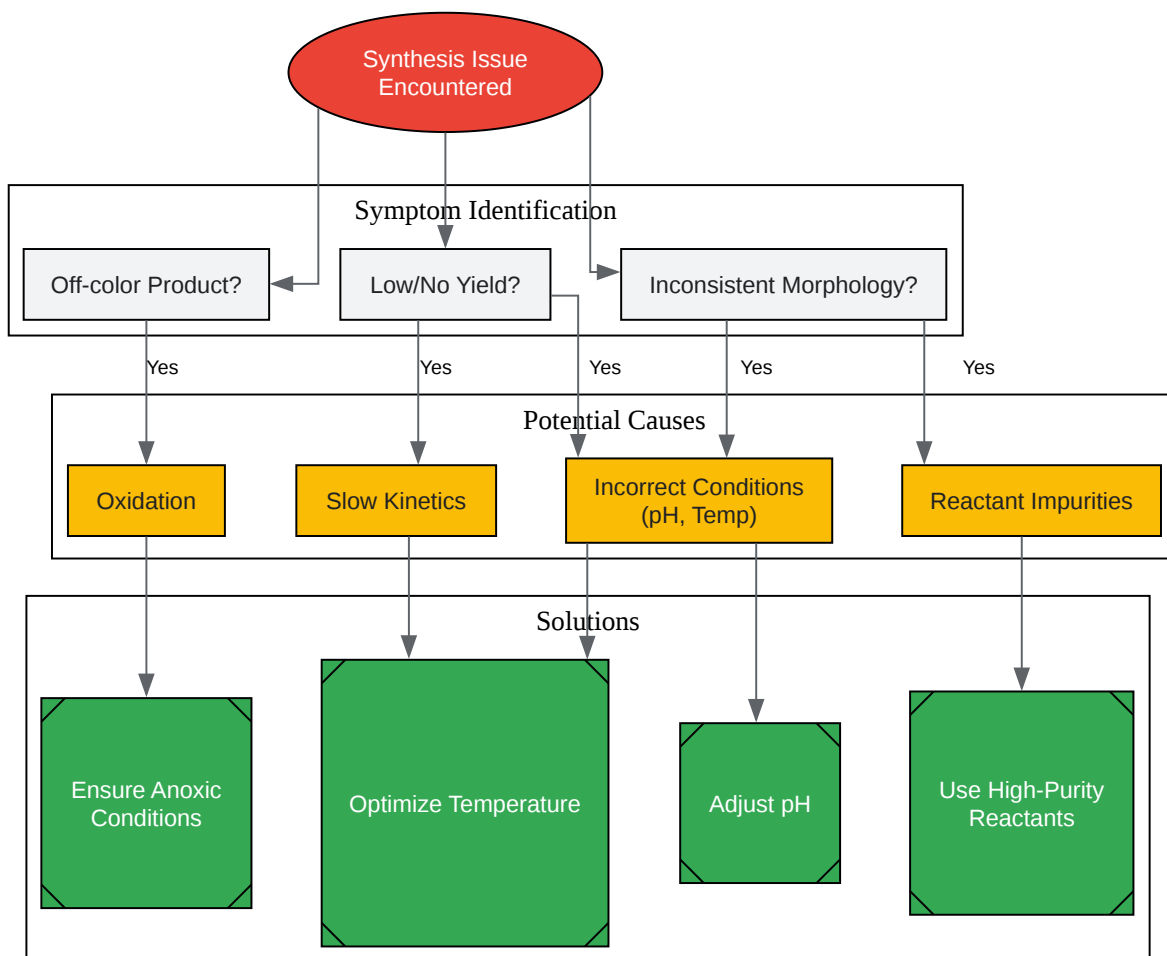 Synthesis Issue
Encountered
Symptom Identification
Off-color Product?
Low/No Yield?
Inconsistent Morphology?
Yes
Yes
Yes
Yes
Yes
Potential Causes
Oxidation
Slow Kinetics
Incorrect Conditions
(pH, Temp)
Reactant Impurities
Solutions
Ensure Anoxic
Conditions
Optimize Temperature
Adjust pH
Use High-Purity
Reactants